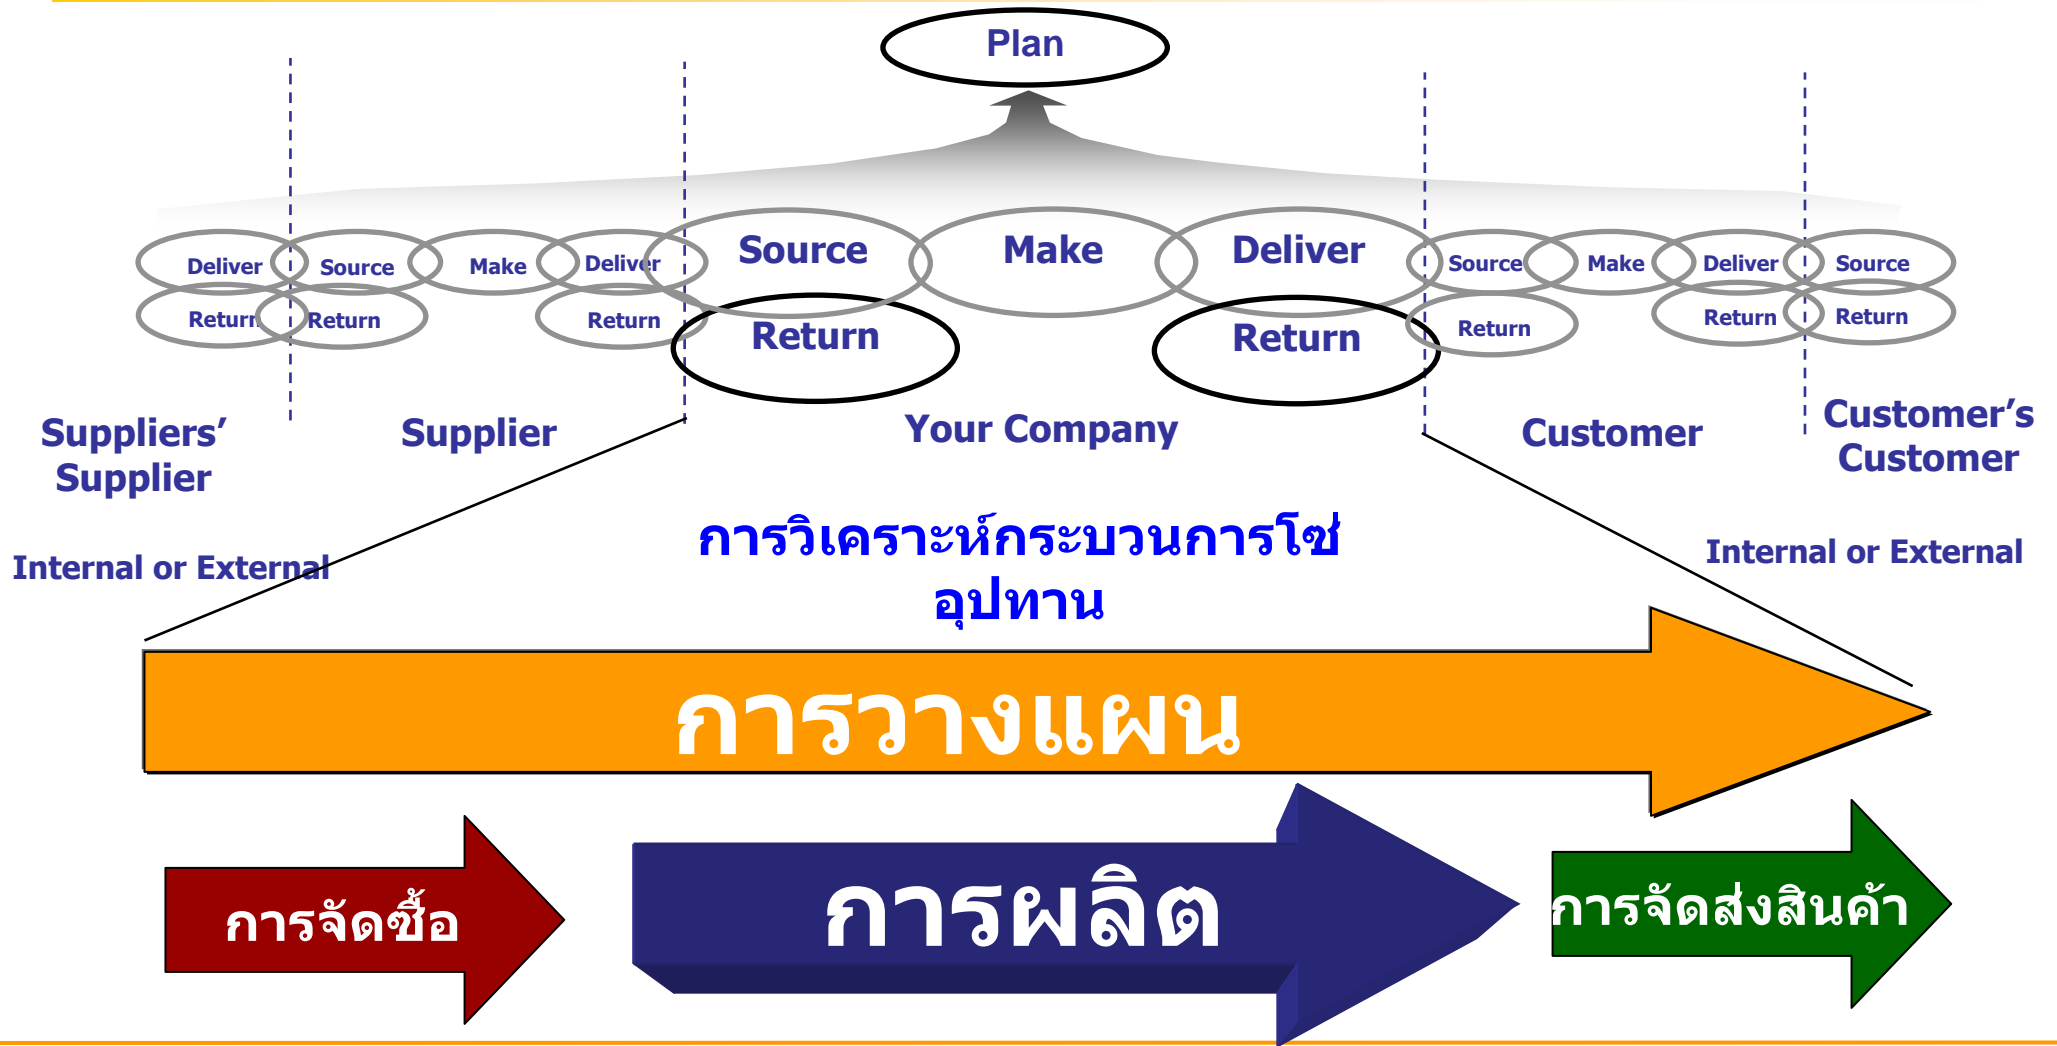 Plan
Deliver Source Make Deliver Source Make Deliver Source Make Deliver Source
Return Return Return Return Return Return Return Return
Suppliers’
Supplier
Supplier
Your Company
Customer
Customer’s
Customer
Internal or External
การวิเคราะห์กระบวนการโซ่
อุปทาน
Internal or External
การวางแผน
การจัดซื้อ
การผลิต
การจัดส่งสินค้า